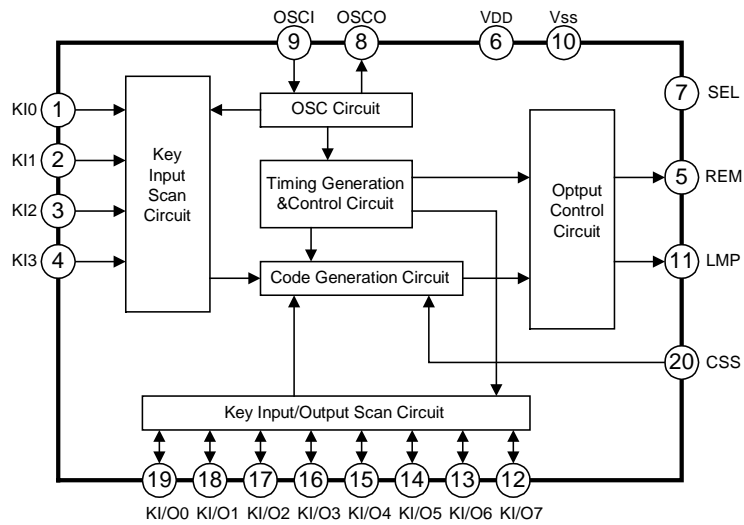 OSCI OSCO VDD Vss
9 8 6 10
7 SEL
KI0 1
OSC Circuit
KI1 2
Key
Input
Scan
Circuit
Timing Generation
&Control Circuit
Optput
Control
Circuit
5 REM
KI2 3
KI3 4
Code Generation Circuit
11 LMP
20 CSS
Key Input/Output Scan Circuit
19 18 17 16 15 14 13 12
KI/O0 KI/O1 KI/O2 KI/O3 KI/O4 KI/O5 KI/O6 KI/O7